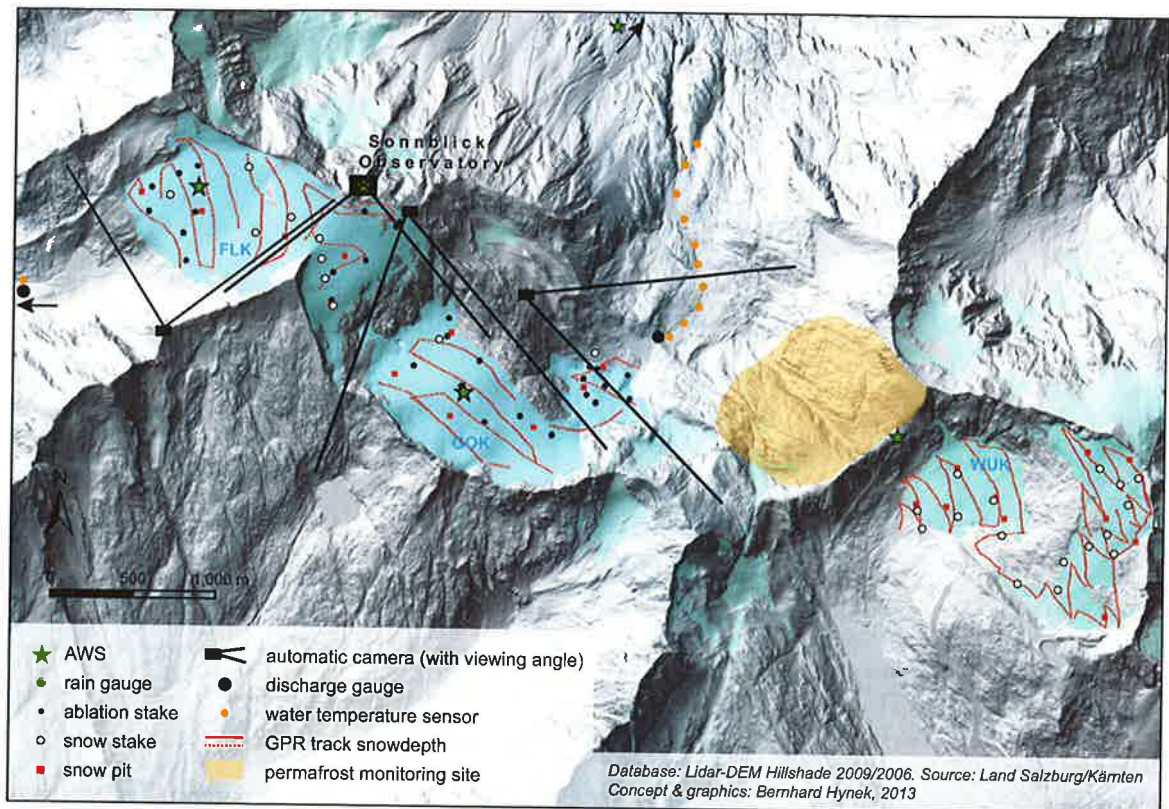 Sonnblick
Observatory
FLK
GOK
WUK
N
0 500 1,000 m
AWS
rain gauge
ablation stake
snow stake
snow pit
automatic camera (with viewing angle)
discharge gauge
water temperature sensor
GPR track snowdepth
permafrost monitoring site
Database: Lidar-DEM Hillshade 2009/2006. Source: Land Salzburg/Kärnten
Concept & graphics: Bernhard Hynek, 2013